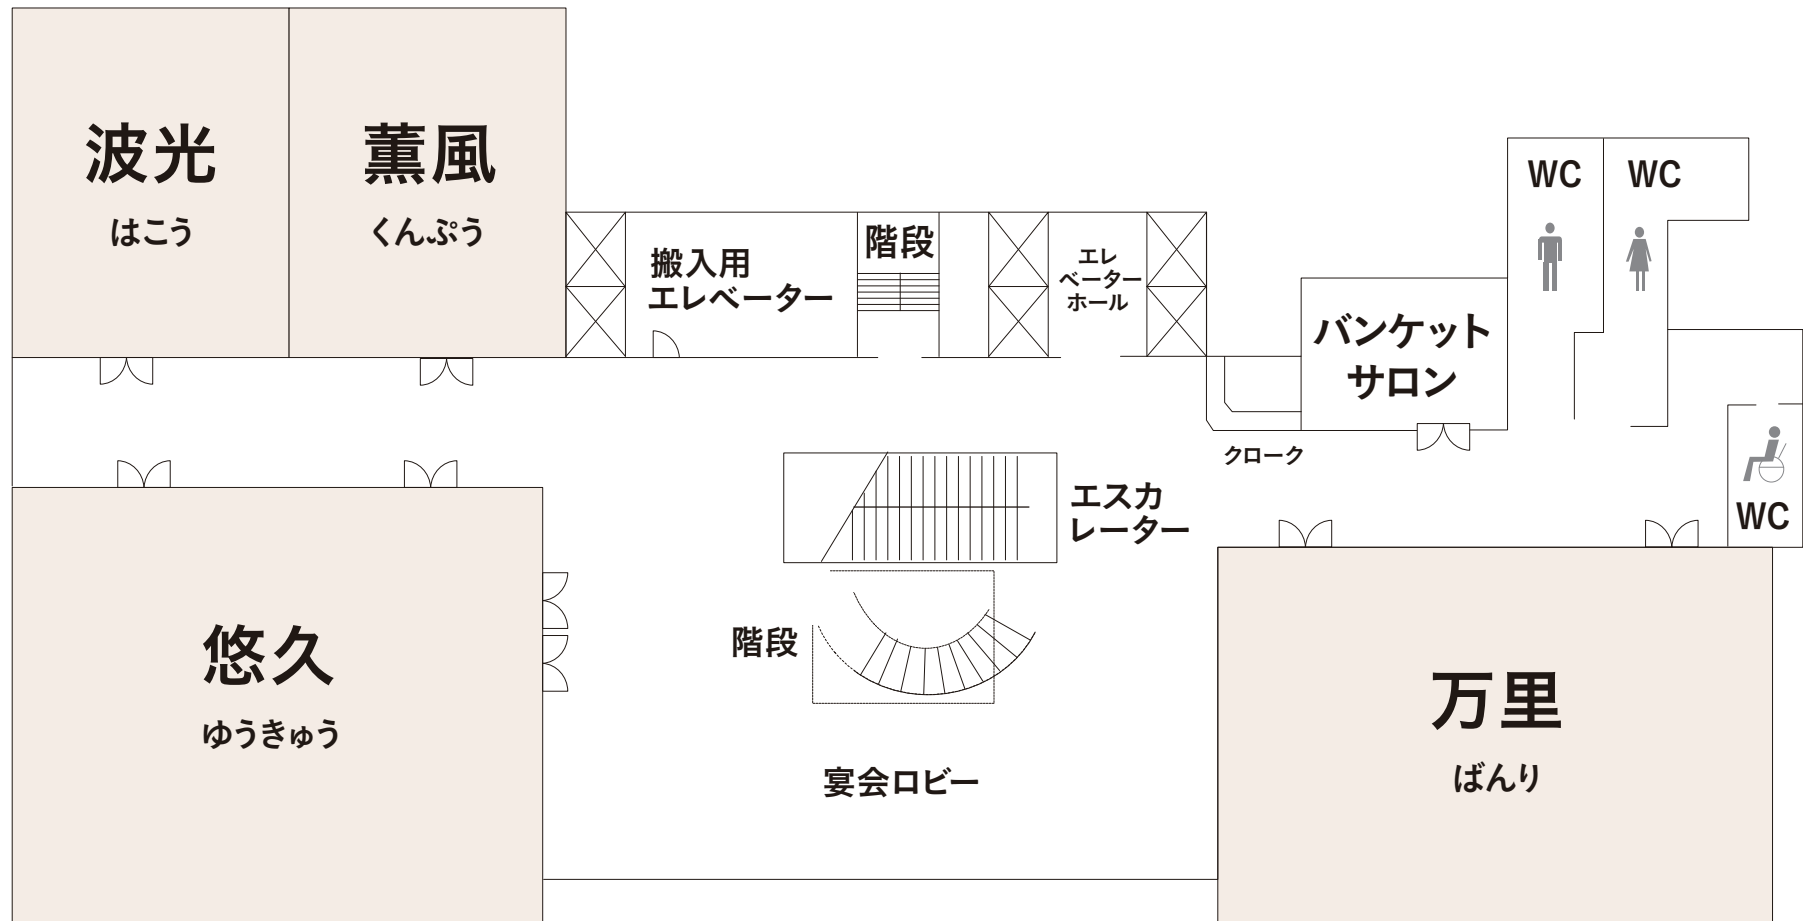 波光
はこう
薫風
くんぷう
搬入用
エレベーター
階段
エレ
ベーター
ホール
WC
WC
バンケット
サロン
クローク
WC
エスカ
レーター
階段
悠久
ゆうきゅう
宴会ロビー
万里
ばんり